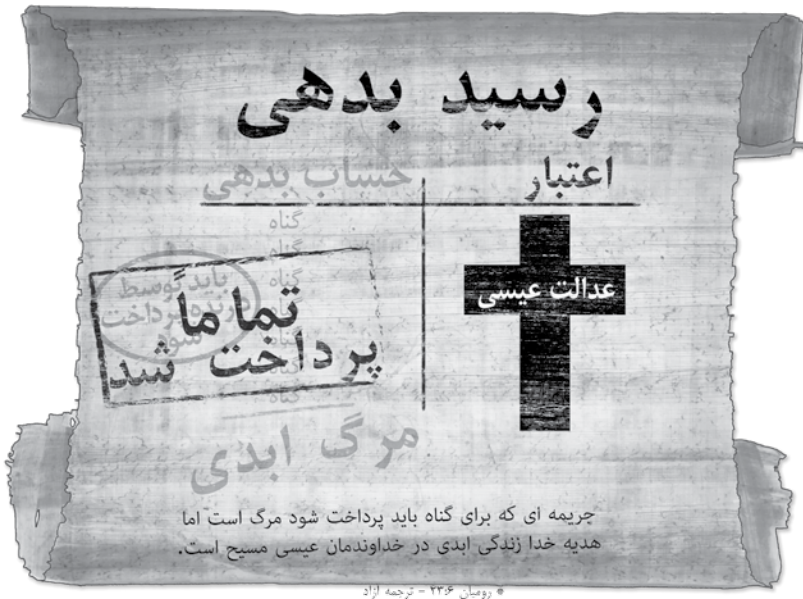 رسید بدهی
اعتبار
حساب بدهی
عدالت عیسی
گناه
گناه
گناه
گناه
گناه
باید توسط
پرداخت
شود
تماماً
پرداخت شد
مرگ ابدی
جریمه ای که برای گناه باید پرداخت شود مرگ است اما
هدیه خدا زندگی ابدی در خداوندمان عیسی مسیح است.
* رومیان ۲۳:۶ - ترجمه آزاد